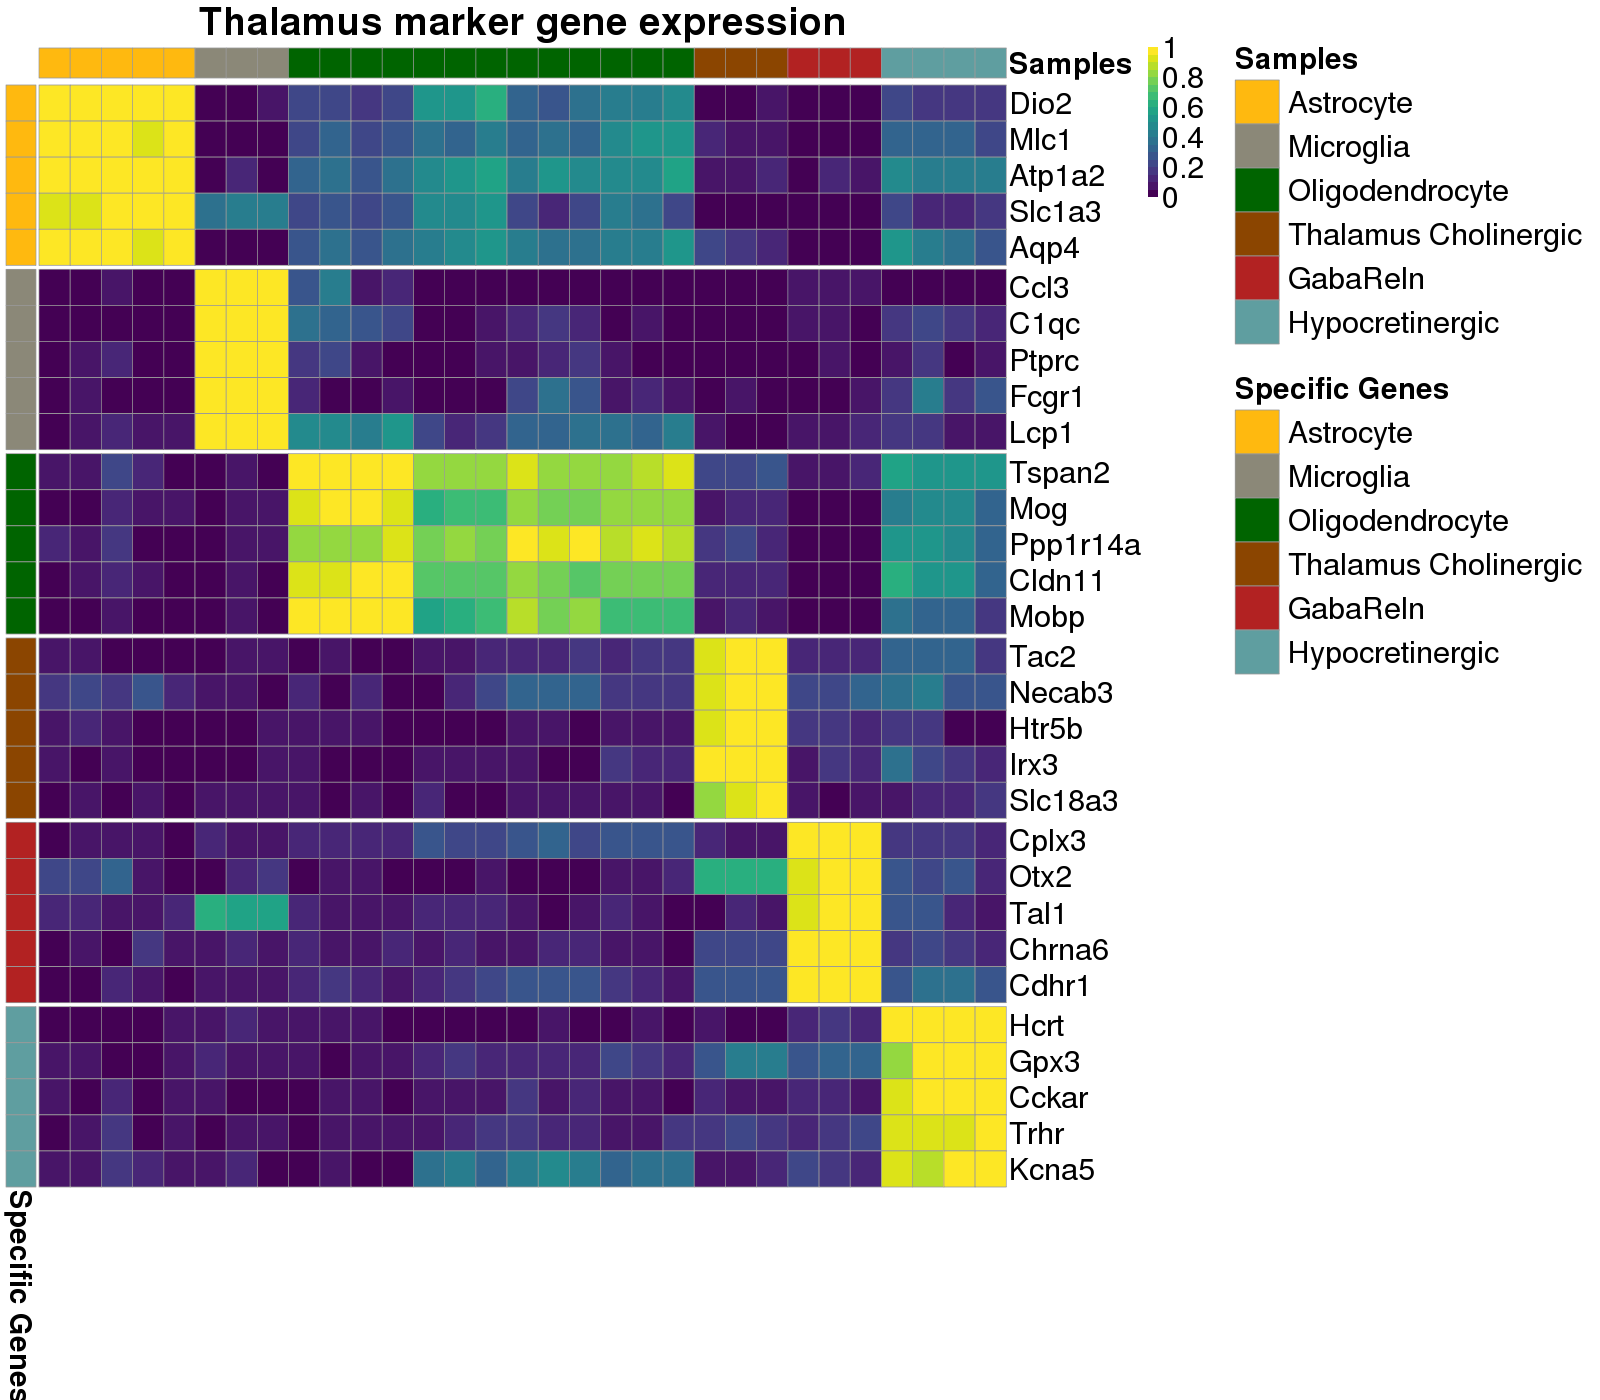 Thalamus marker gene expression
Samples
Dio2
Mlc1
Atp1a2
Slc1a3
Aqp4
Ccl3
C1qc
Ptprc
Fcgr1
Lcp1
Tspan2
Mog
Ppp1r14a
Cldn11
Mobp
Tac2
Necab3
Htr5b
Irx3
Slc18a3
Cplx3
Otx2
Tal1
Chrna6
Cdhr1
Hcrt
Gpx3
Cckar
Trhr
Kcna5
Specific Genes
1
0.8
0.6
0.4
0.2
0
Samples
Astrocyte
Microglia
Oligodendrocyte
Thalamus Cholinergic
GabaReln
Hypocretinergic
Specific Genes
Astrocyte
Microglia
Oligodendrocyte
Thalamus Cholinergic
GabaReln
Hypocretinergic